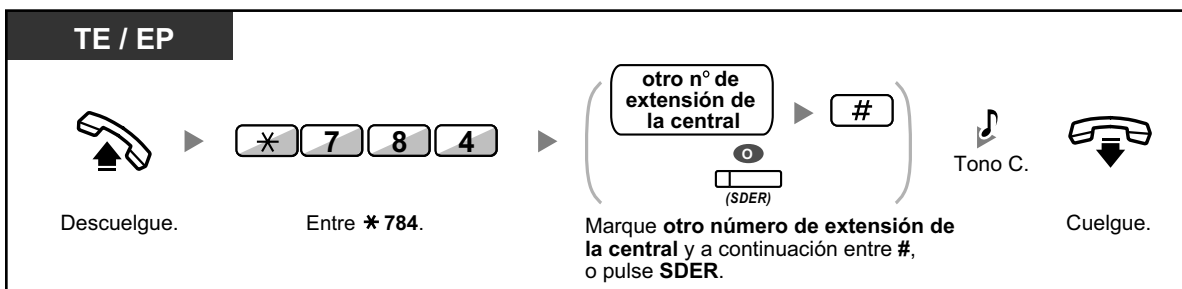 TE / EP
otro n° de
extensión de
la central
#
* 7 8 4
o
(SDER)
Tono C.
Descuelgue.
Entre * 784.
Marque otro número de extensión de
la central y a continuación entre #,
o pulse SDER.
Cuelgue.